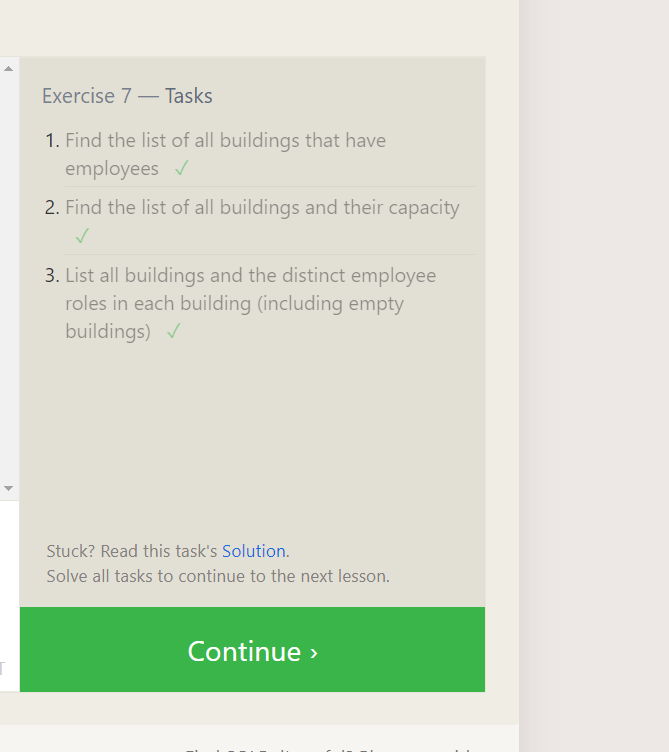 Exercise 7 — Tasks
1. Find the list of all buildings that have
employees ✓
2. Find the list of all buildings and their capacity
✓
3. List all buildings and the distinct employee
roles in each building (including empty
buildings) ✓
Stuck? Read this task's Solution.
Solve all tasks to continue to the next lesson.
Continue ›